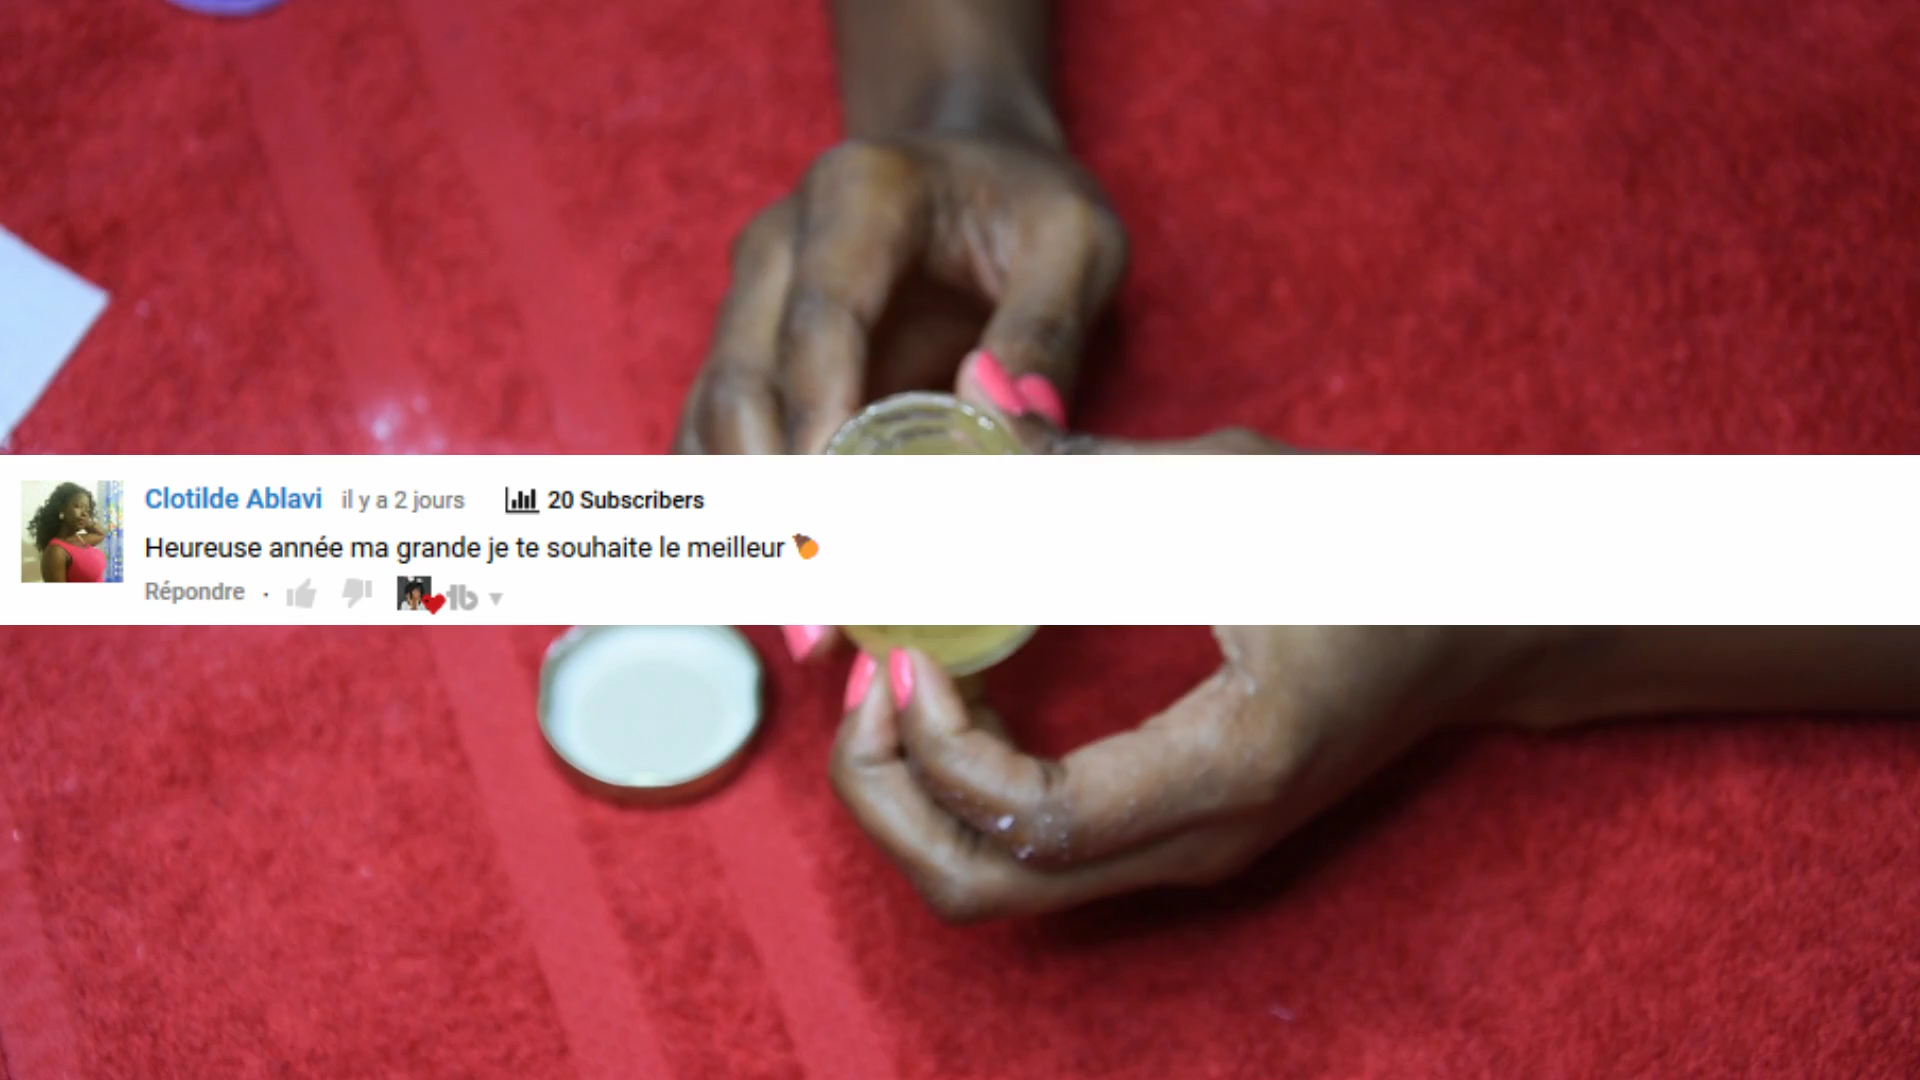 Clotilde Ablavi il y a 2 jours 20 Subscribers
Heureuse année ma grande je te souhaite le meilleur
Répondre